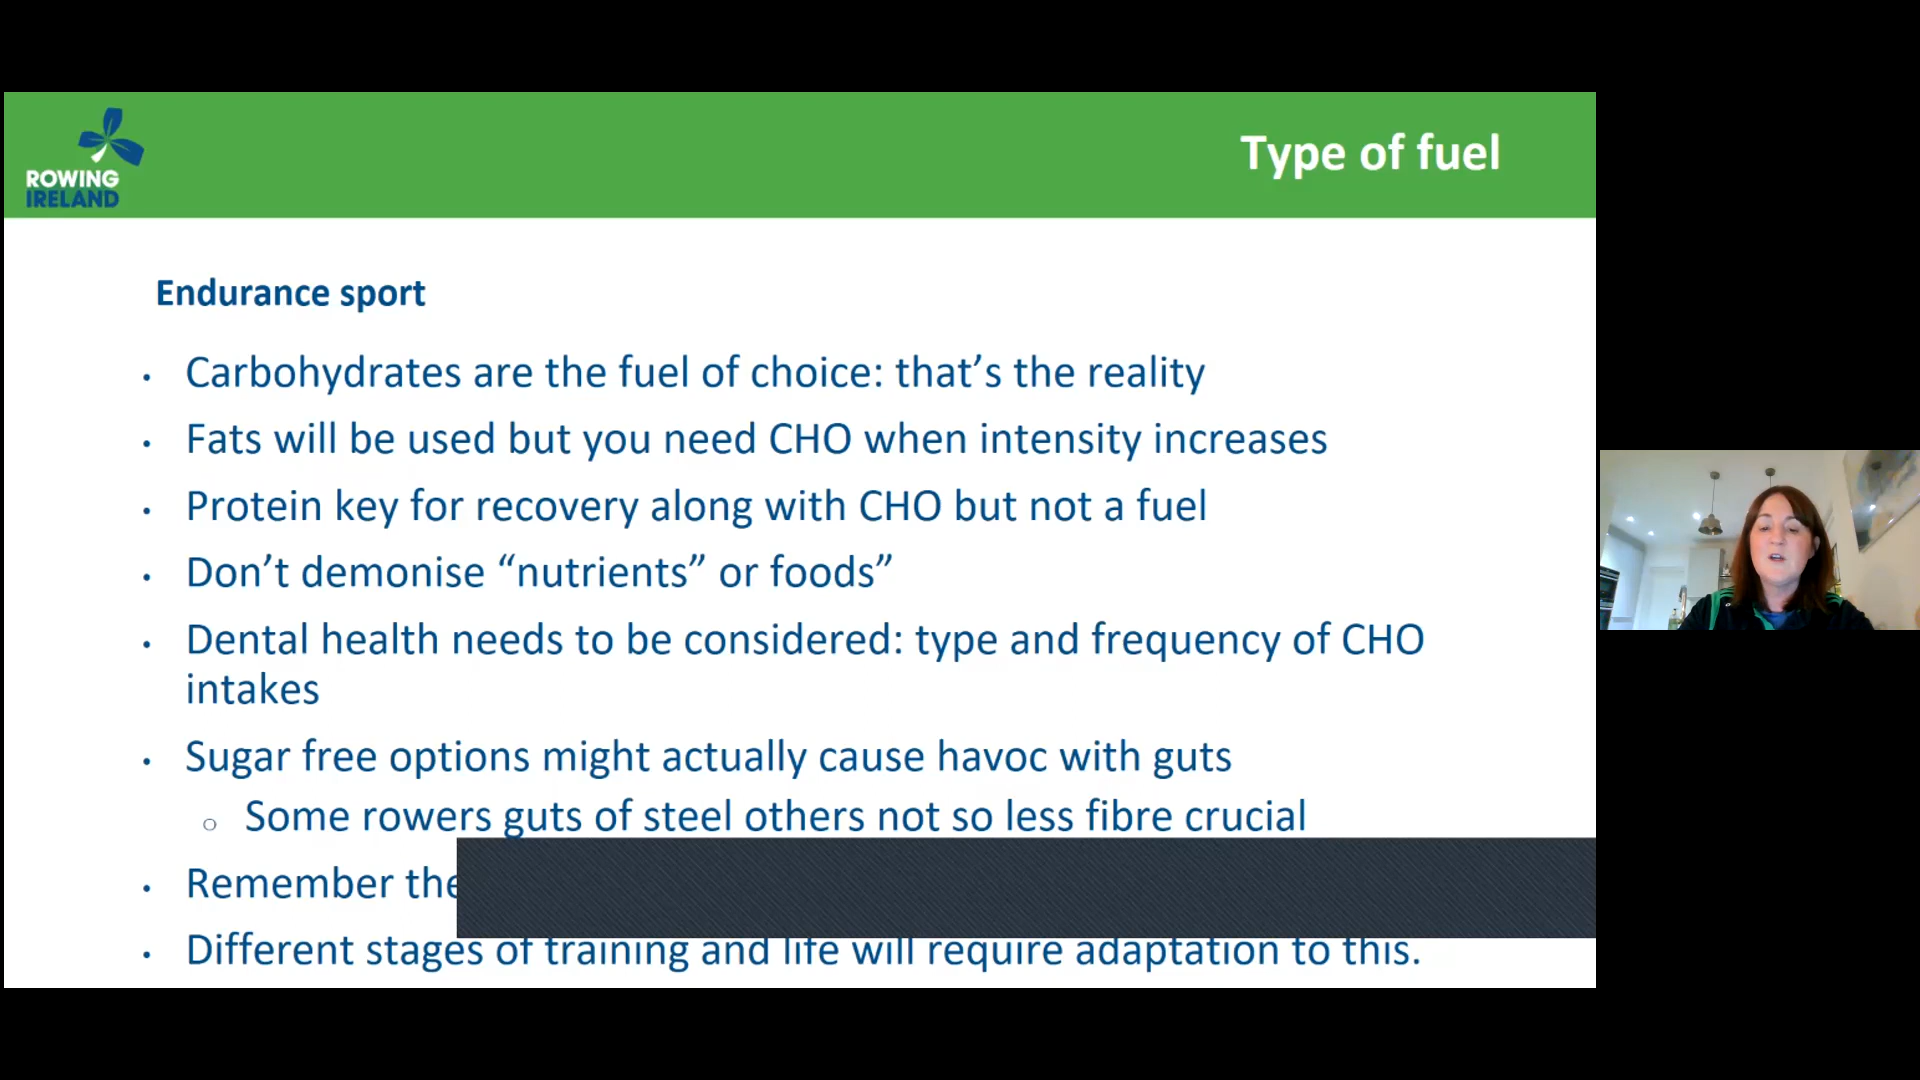 ROWING
IRELAND
Type of fuel
Endurance sport
• Carbohydrates are the fuel of choice: that’s the reality
• Fats will be used but you need CHO when intensity increases
• Protein key for recovery along with CHO but not a fuel
• Don’t demonise “nutrients” or foods”
• Dental health needs to be considered: type and frequency of CHO
intakes
• Sugar free options might actually cause havoc with guts
○ Some rowers guts of steel others not so less fibre crucial
• Remember the
• Different stages of training and life will require adaptation to this.